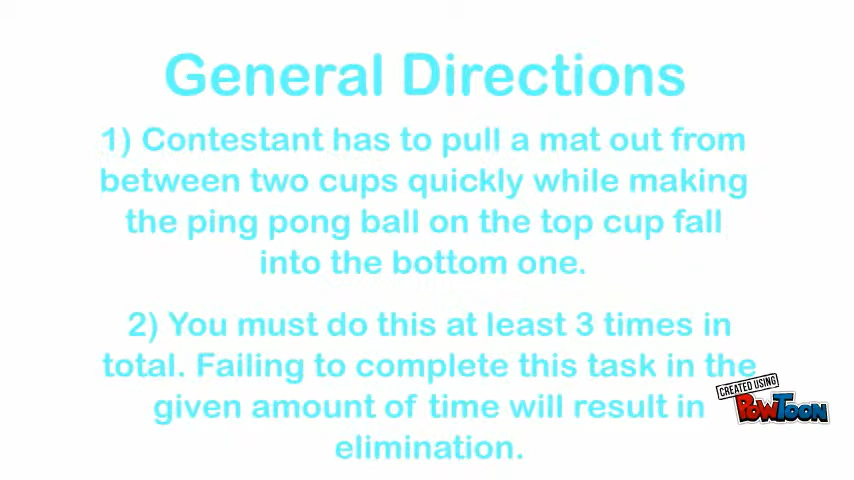 General Directions
1) Contestant has to pull a mat out from
between two cups quickly while making
the ping pong ball on the top cup fall
into the bottom one.
2) You must do this at least 3 times in
total. Failing to complete this task in the
given amount of time will result in
elimination.
CREATED USING
POWTOON